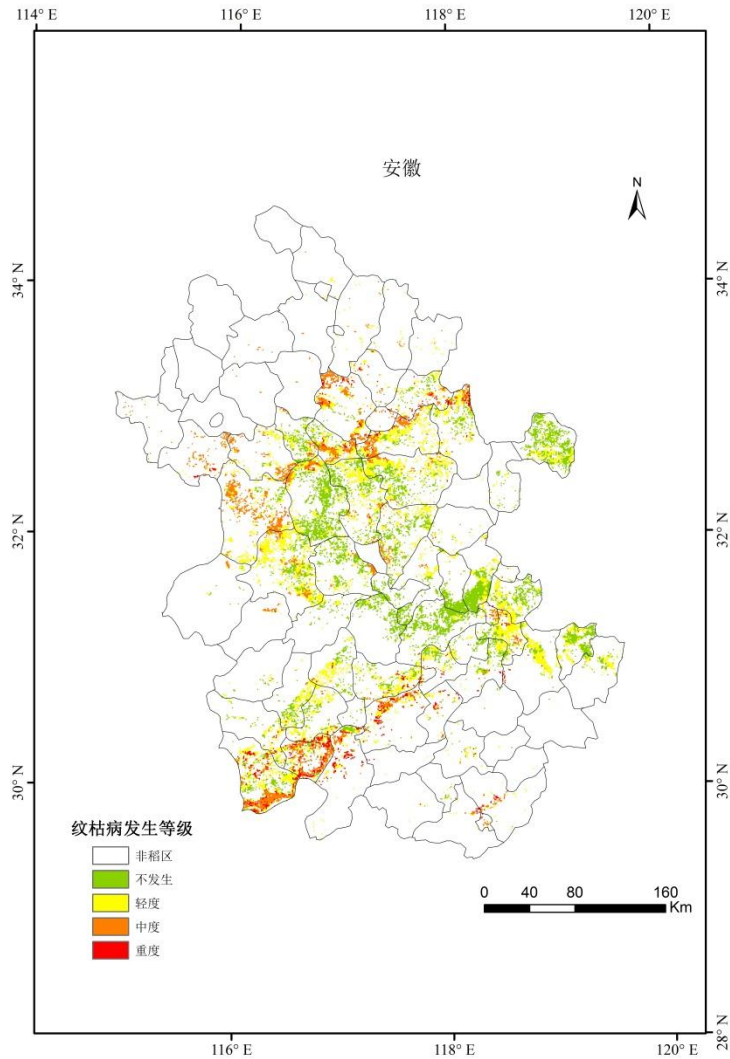 114° E 116° E 118° E 120° E
安徽
N
34° N 34° N
32° N 32° N
30° N 30° N
纹枯病发生等级
非稻区
不发生
轻度
中度
重度
0 40 80 160
Km
28° N
116° E 118° E 120° E